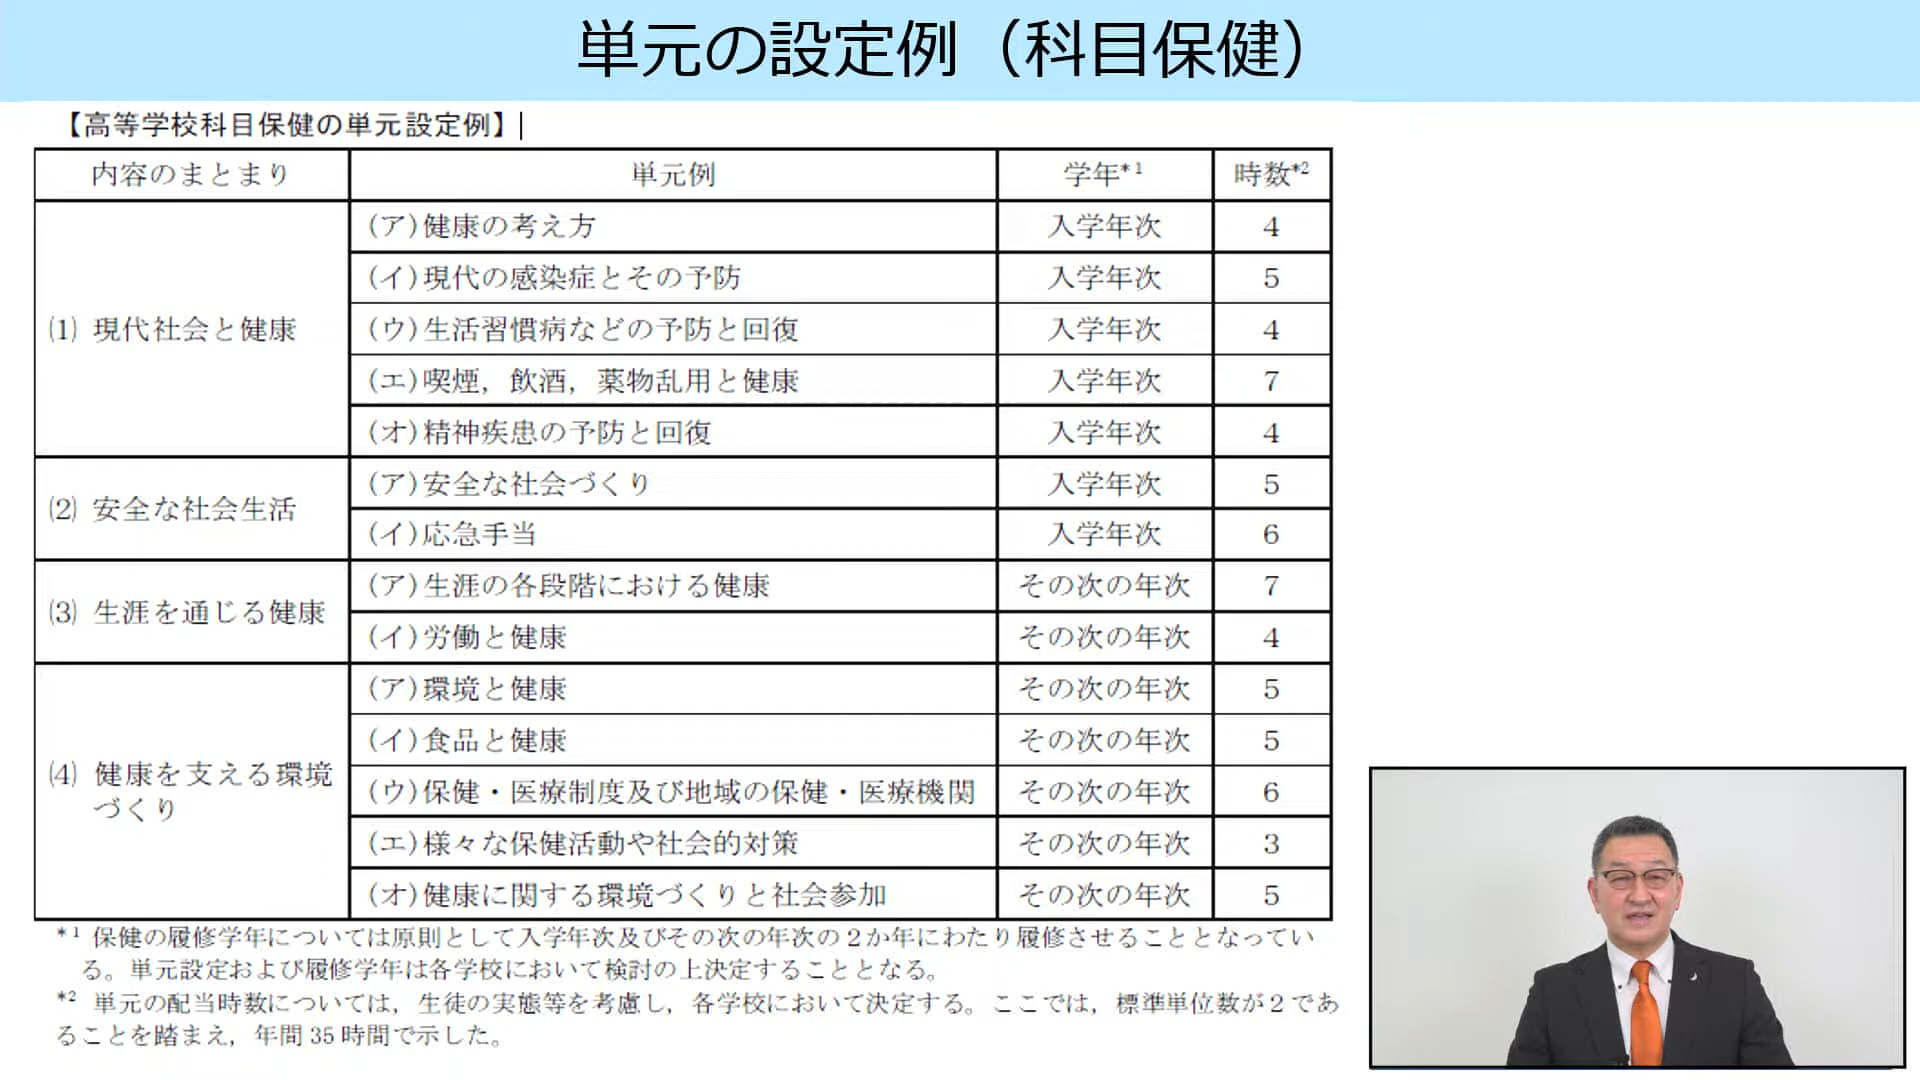 単元の設定例（科目保健）
【高等学校科目保健の単元設定例】
内容のまとまり 単元例 学年*1 時数*2
(1) 現代社会と健康
(ア)健康の考え方 入学年次 4
(イ)現代の感染症とその予防 入学年次 5
(ウ)生活習慣病などの予防と回復 入学年次 4
(エ)喫煙，飲酒，薬物乱用と健康 入学年次 7
(オ)精神疾患の予防と回復 入学年次 4
(2) 安全な社会生活
(ア)安全な社会づくり 入学年次 5
(イ)応急手当 入学年次 6
(3) 生涯を通じる健康
(ア)生涯の各段階における健康 その次の年次 7
(イ)労働と健康 その次の年次 4
(4) 健康を支える環境
づくり
(ア)環境と健康 その次の年次 5
(イ)食品と健康 その次の年次 5
(ウ)保健・医療制度及び地域の保健・医療機関 その次の年次 6
(エ)様々な保健活動や社会的対策 その次の年次 3
(オ)健康に関する環境づくりと社会参加 その次の年次 5
*1 保健の履修学年については原則として入学年次及びその次の年次の２か年にわたり履修させることとなってい
る。単元設定および履修学年は各学校において検討の上決定することとなる。
*2 単元の配当時数については，生徒の実態等を考慮し，各学校において決定する。ここでは，標準単位数が２であ
ることを踏まえ，年間 35 時間で示した。